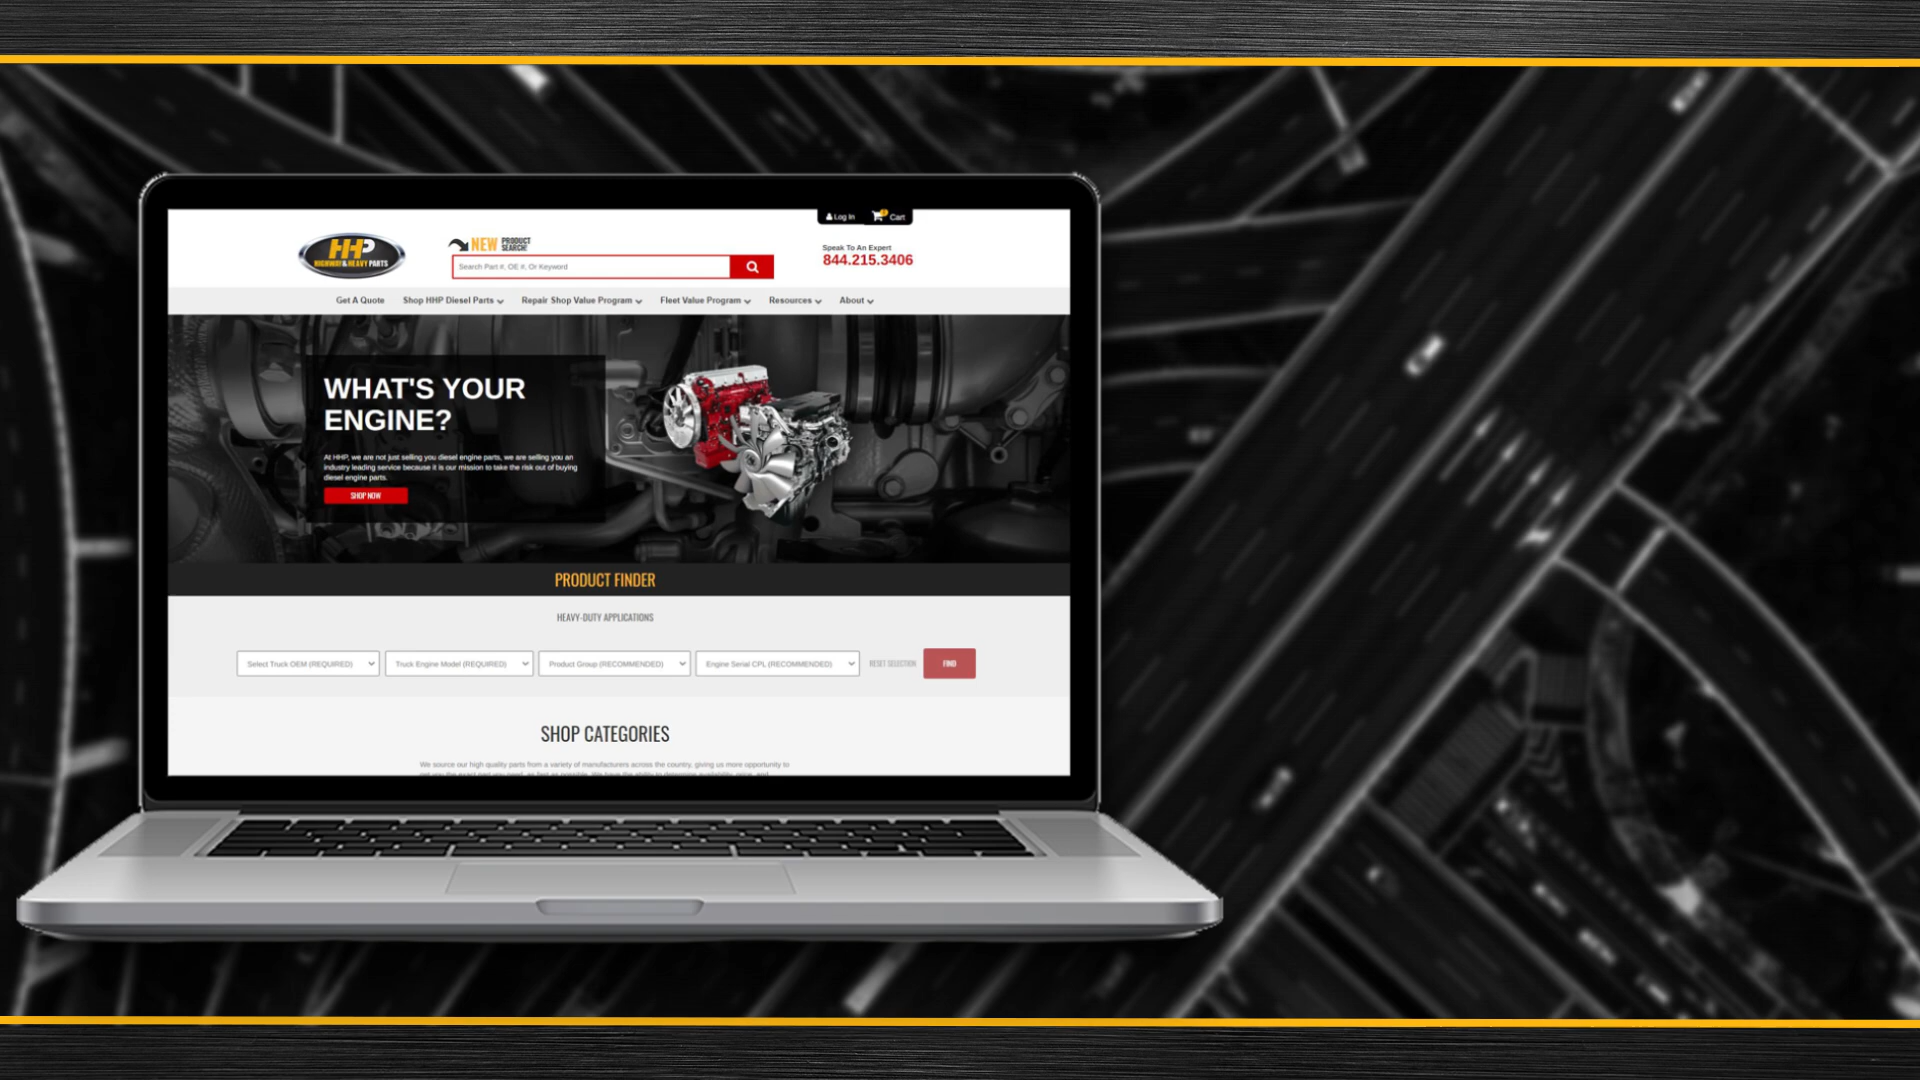 Log In
Cart
HHP
HIGHWAY & HEAVY PARTS
NEW PRODUCT SEARCH!
Search Part #, OE #, Or Keyword
Speak To An Expert
844.215.3406
Get A Quote Shop HHP Diesel Parts Repair Shop Value Program Fleet Value Program Resources About
WHAT'S YOUR
ENGINE?
At HHP, we are not just selling you diesel engine parts, we are selling you an
industry leading service because it is our mission to take the risk out of buying
diesel engine parts.
SHOP NOW
PRODUCT FINDER
HEAVY-DUTY APPLICATIONS
Select Truck OEM (REQUIRED) Truck Engine Model (REQUIRED) Product Group (RECOMMENDED) Engine Serial CPL (RECOMMENDED) RESET SELECTION FIND
SHOP CATEGORIES
We source our high quality parts from a variety of manufacturers across the country, giving us more opportunity to